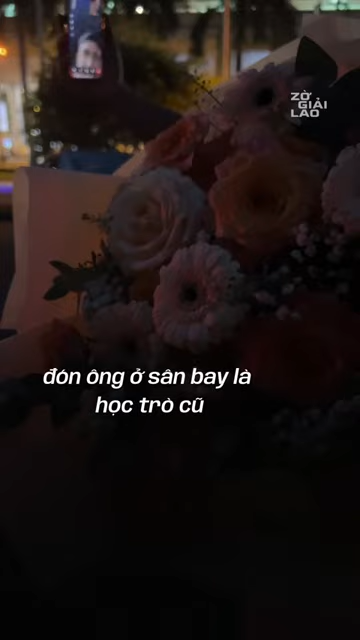 ZỜ
GIẢI
LAO
đón ông ở sân bay là
học trò cũ